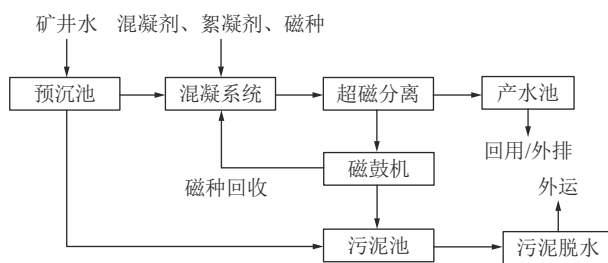 矿井水
混凝剂、絮凝剂、磁种
预沉池
混凝系统
超磁分离
产水池
回用/外排
磁鼓机
磁种回收
外运
污泥池
污泥脱水